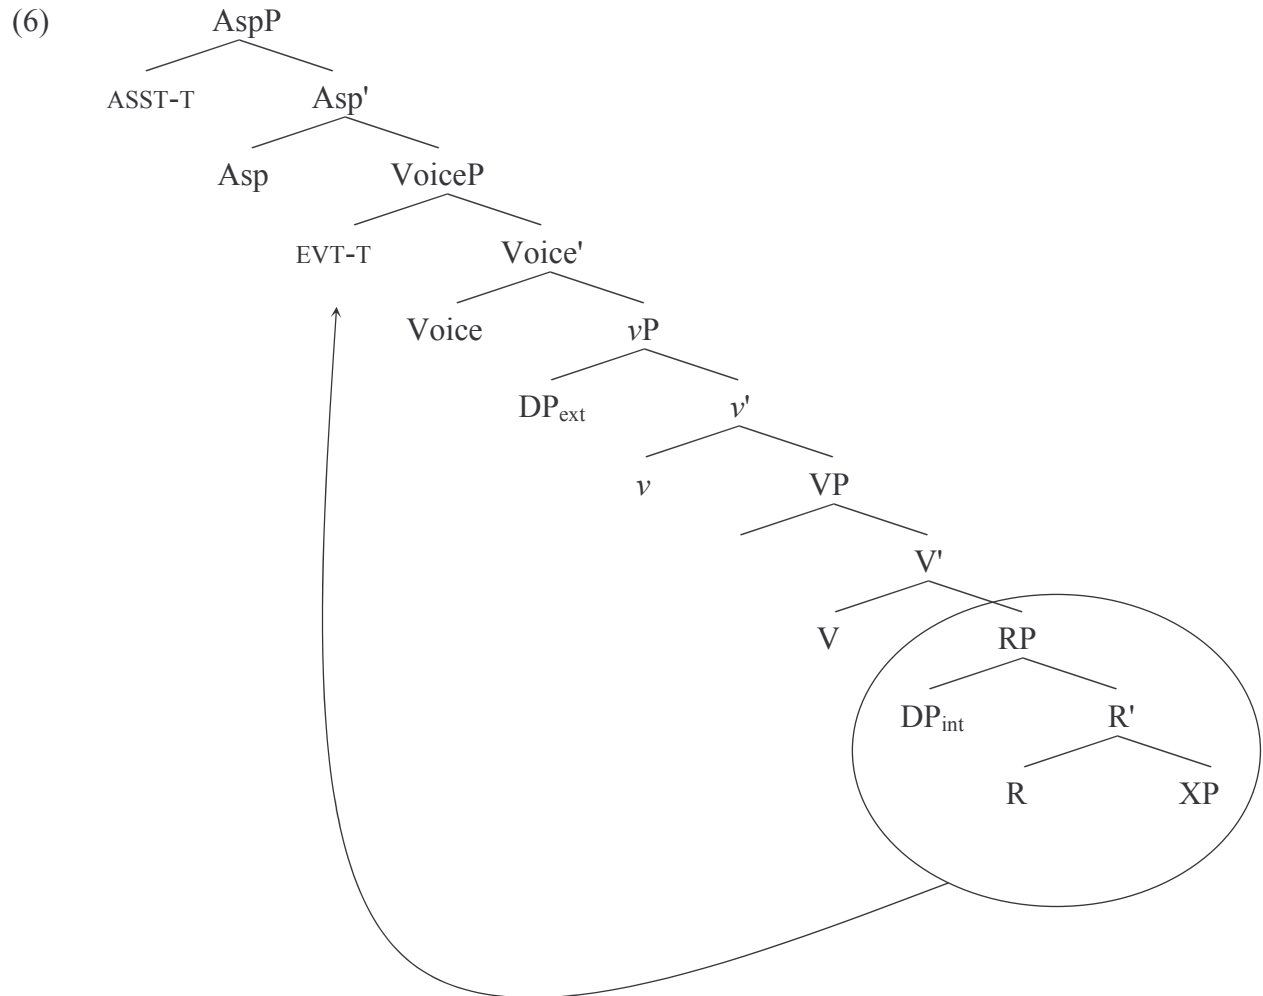 (6) AspP
ASST-T Asp'
Asp VoiceP
EVT-T Voice'
Voice vP
DPext v'
v VP
V'
V RP
DPint R'
R XP